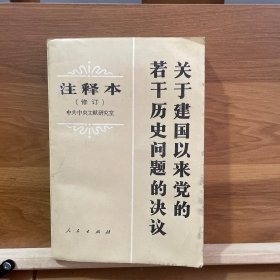 关于建国以来党的
若干历史问题的决议
注释本
（修订）
中共中央文献研究室
人民出版社